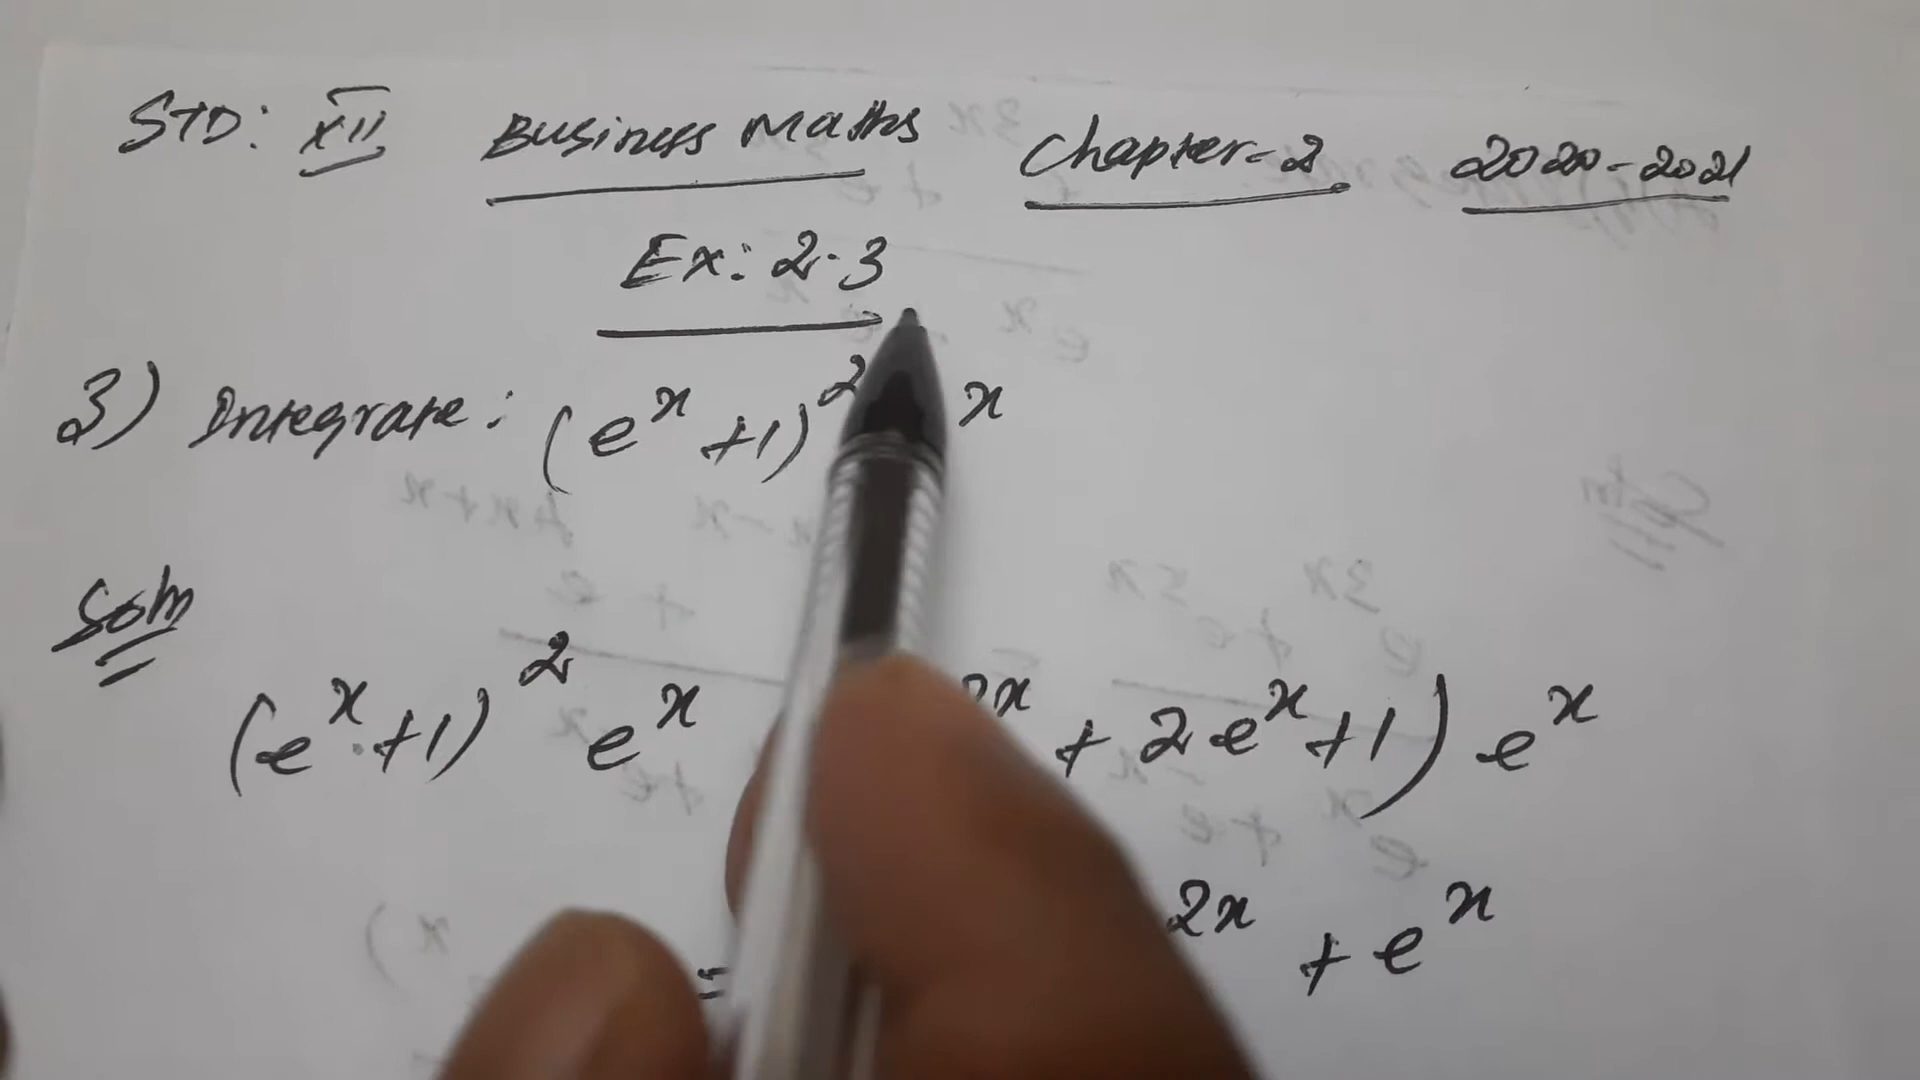 STD: XII Business Maths Chapter-2 2020-2021
Ex: 2.3
3) Integrate: (e^x +1)^2 x
Soln
(e^x +1)^2 e^x 2x + 2e^x +1) e^x
= 2x + e^x